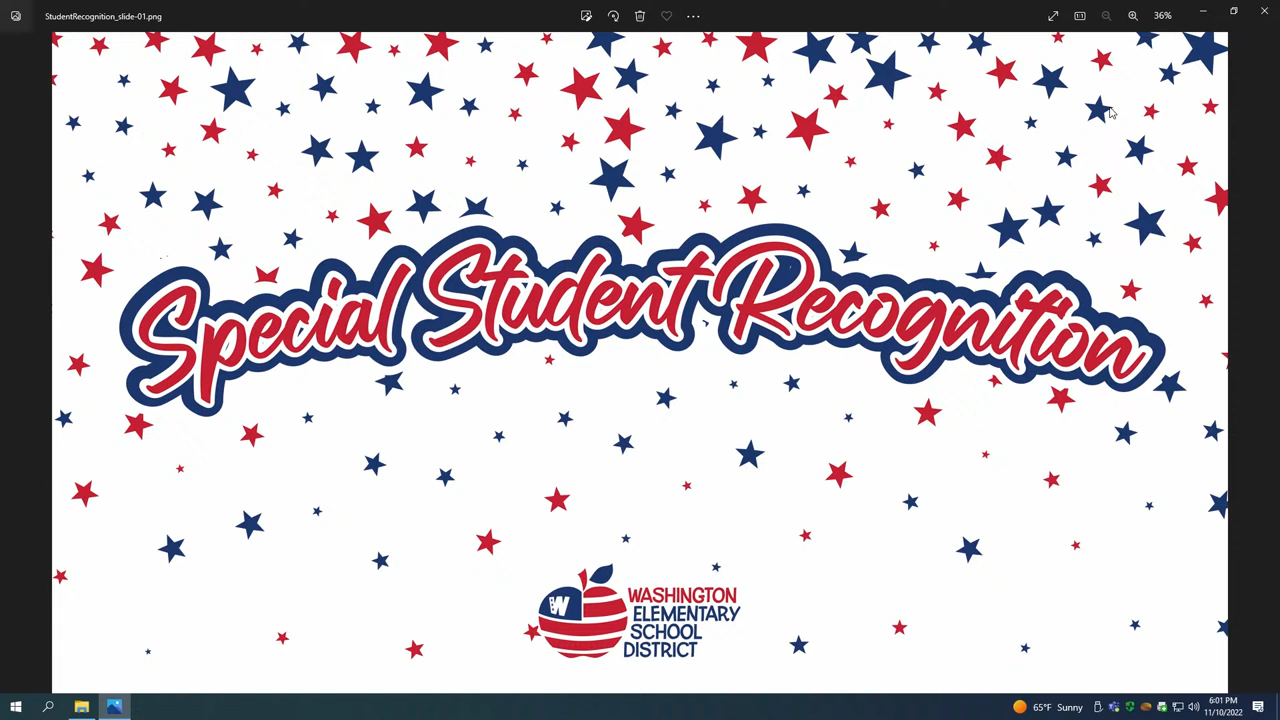 StudentRecognition_slide-01.png
36%
Special Student Recognition
W
WASHINGTON
ELEMENTARY
SCHOOL
DISTRICT
65°F Sunny
6:01 PM
11/10/2022